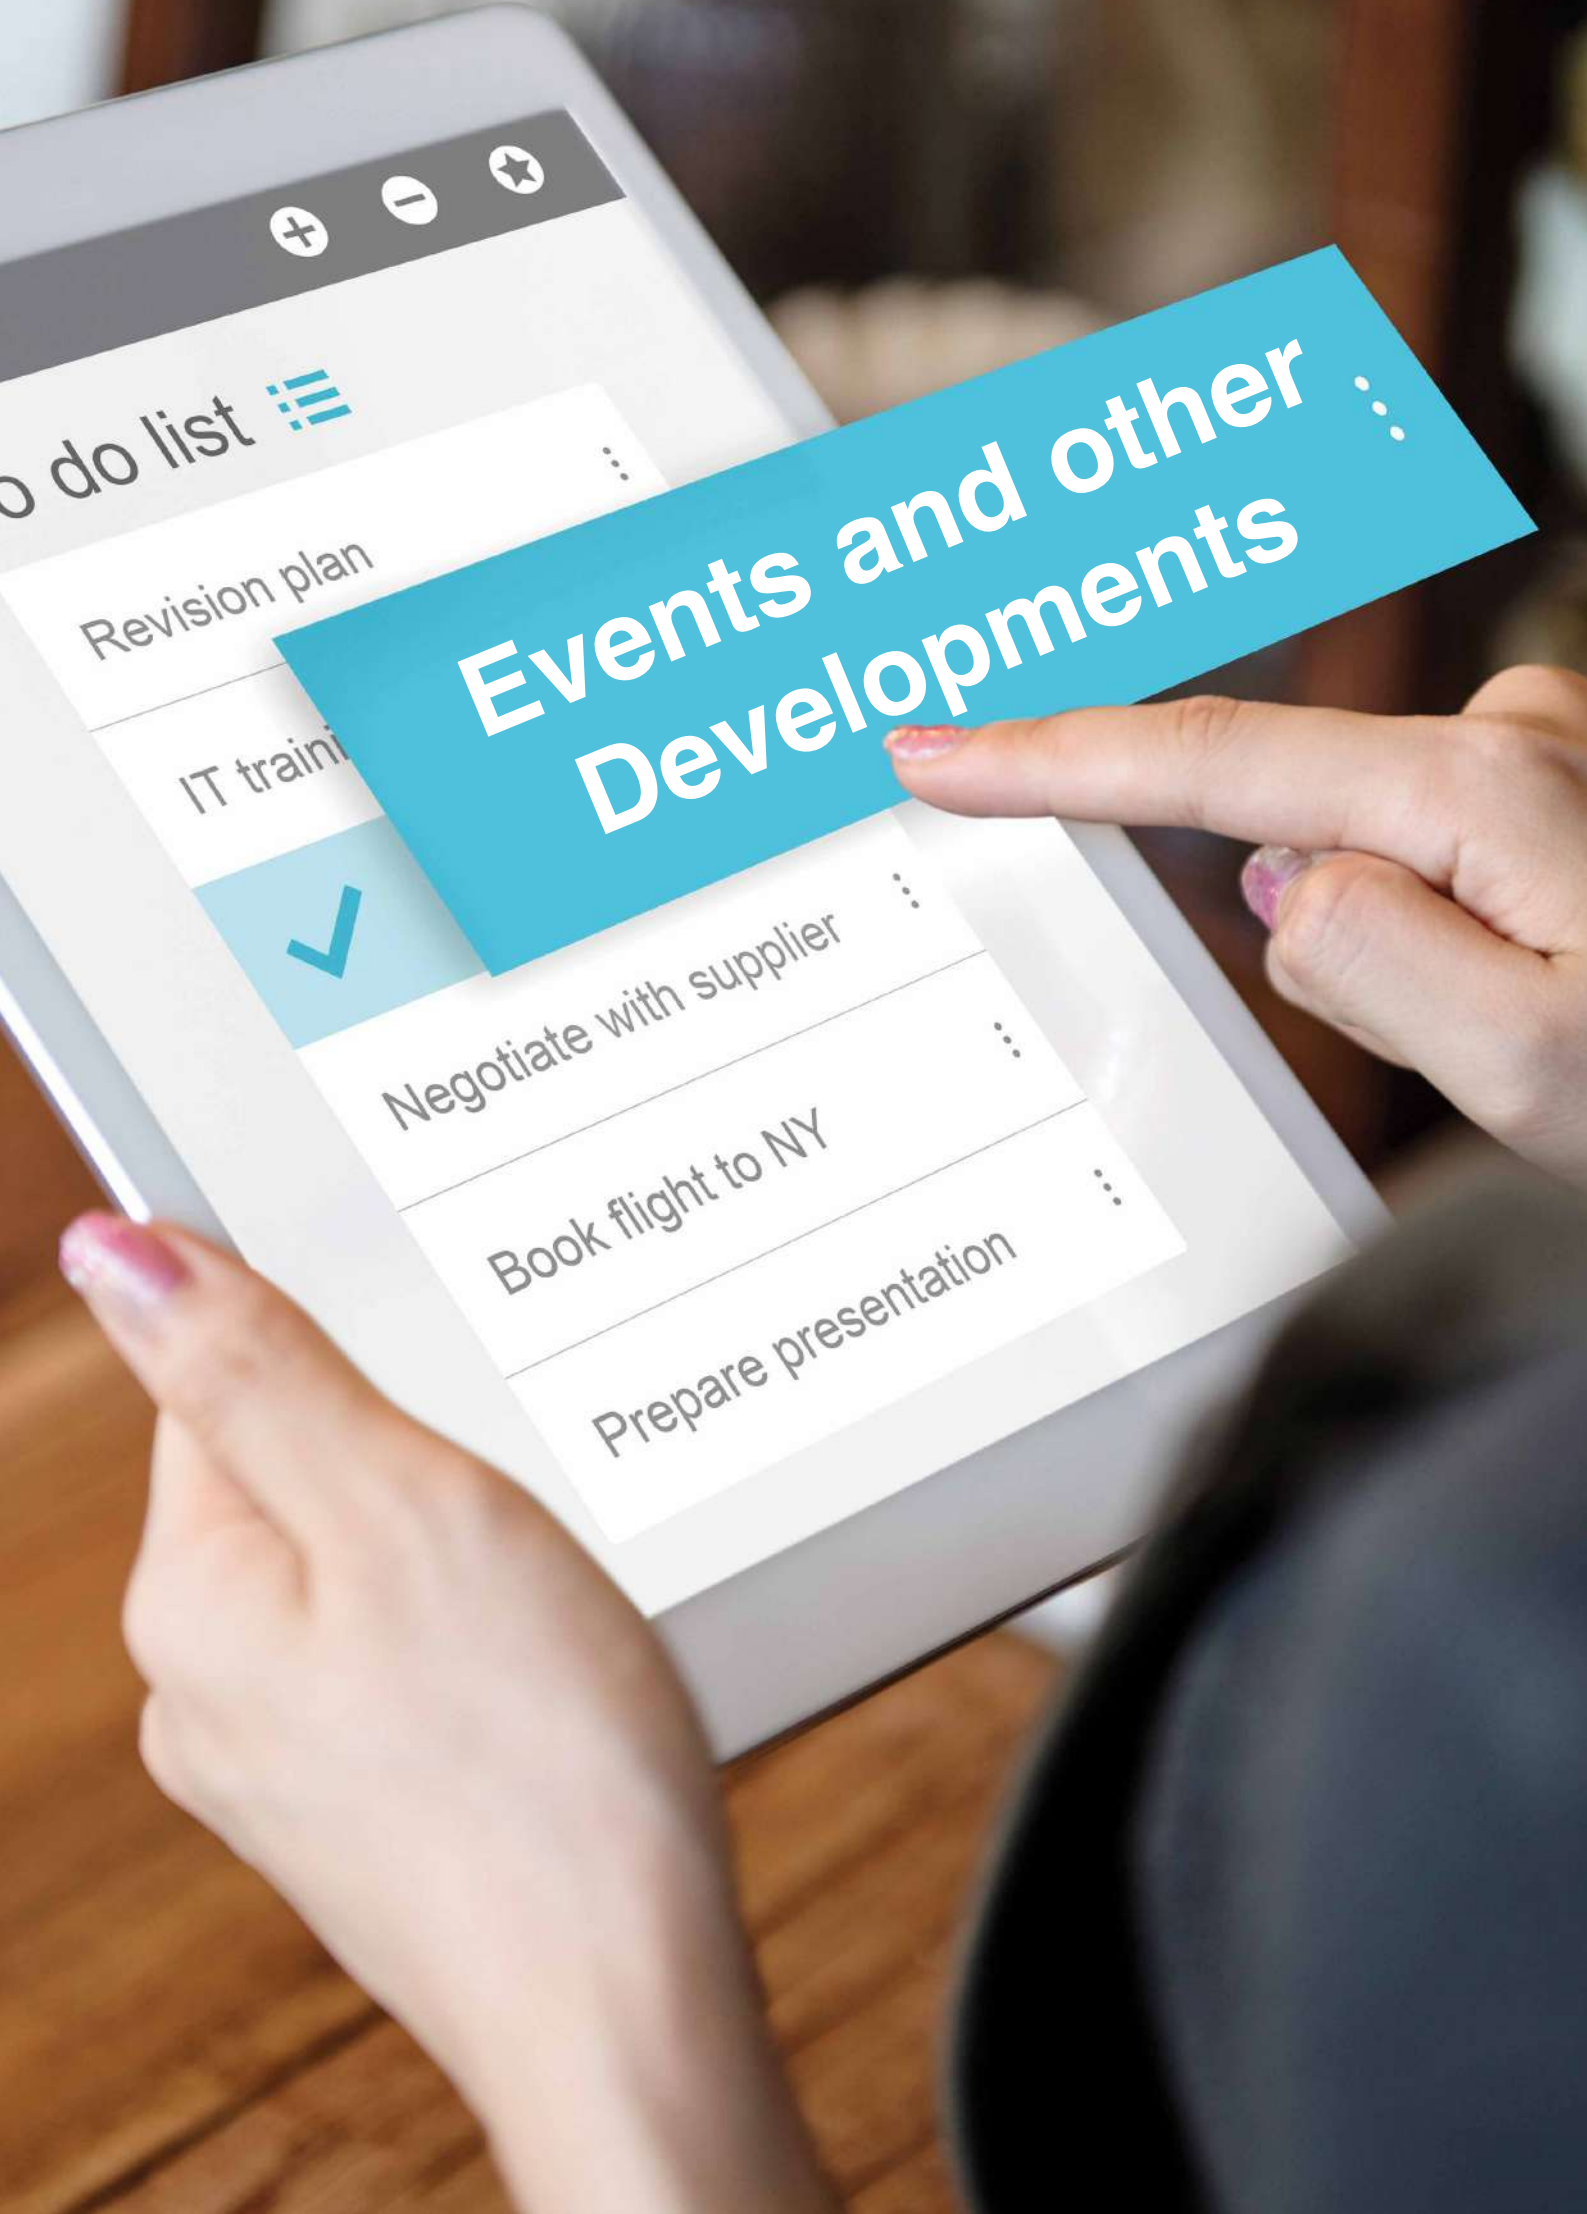 o do list
Revision plan
IT traini
Events and other
Developments
Negotiate with supplier
Book flight to NY
Prepare presentation